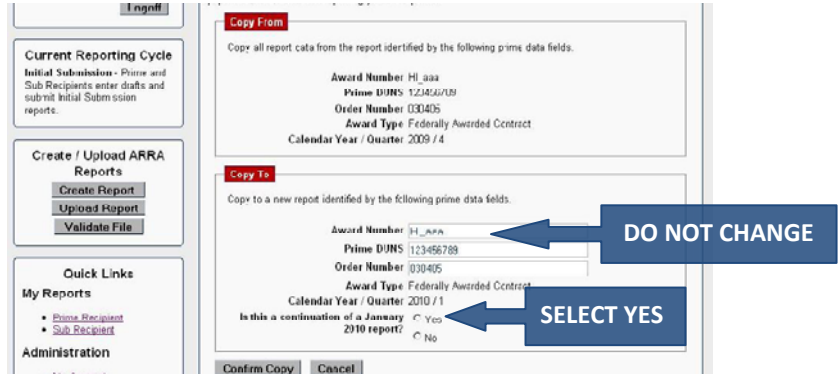 Logoff
Current Reporting Cycle
Initial Submission - Prime and
Sub Recipients enter drafts and
submit Initial Submission
reports.
Create / Upload ARRA
Reports
Create Report
Upload Report
Validate File
Quick Links
My Reports
Prime Recipient
Sub Recipient
Administration
Copy From
Copy all report data from the report identified by the following prime data fields.
Award Number HI_aaa
Prime DUNS 123456789
Order Number 030405
Award Type Federally Awarded Contract
Calendar Year / Quarter 2009 / 4
Copy To
Copy to a new report identified by the following prime data fields.
Award Number HI_aaa
Prime DUNS 123456789
Order Number 030405
Award Type Federally Awarded Contract
Calendar Year / Quarter 2010 / 1
Is this a continuation of a January
2010 report?
Yes
No
Confirm Copy Cancel
DO NOT CHANGE
SELECT YES